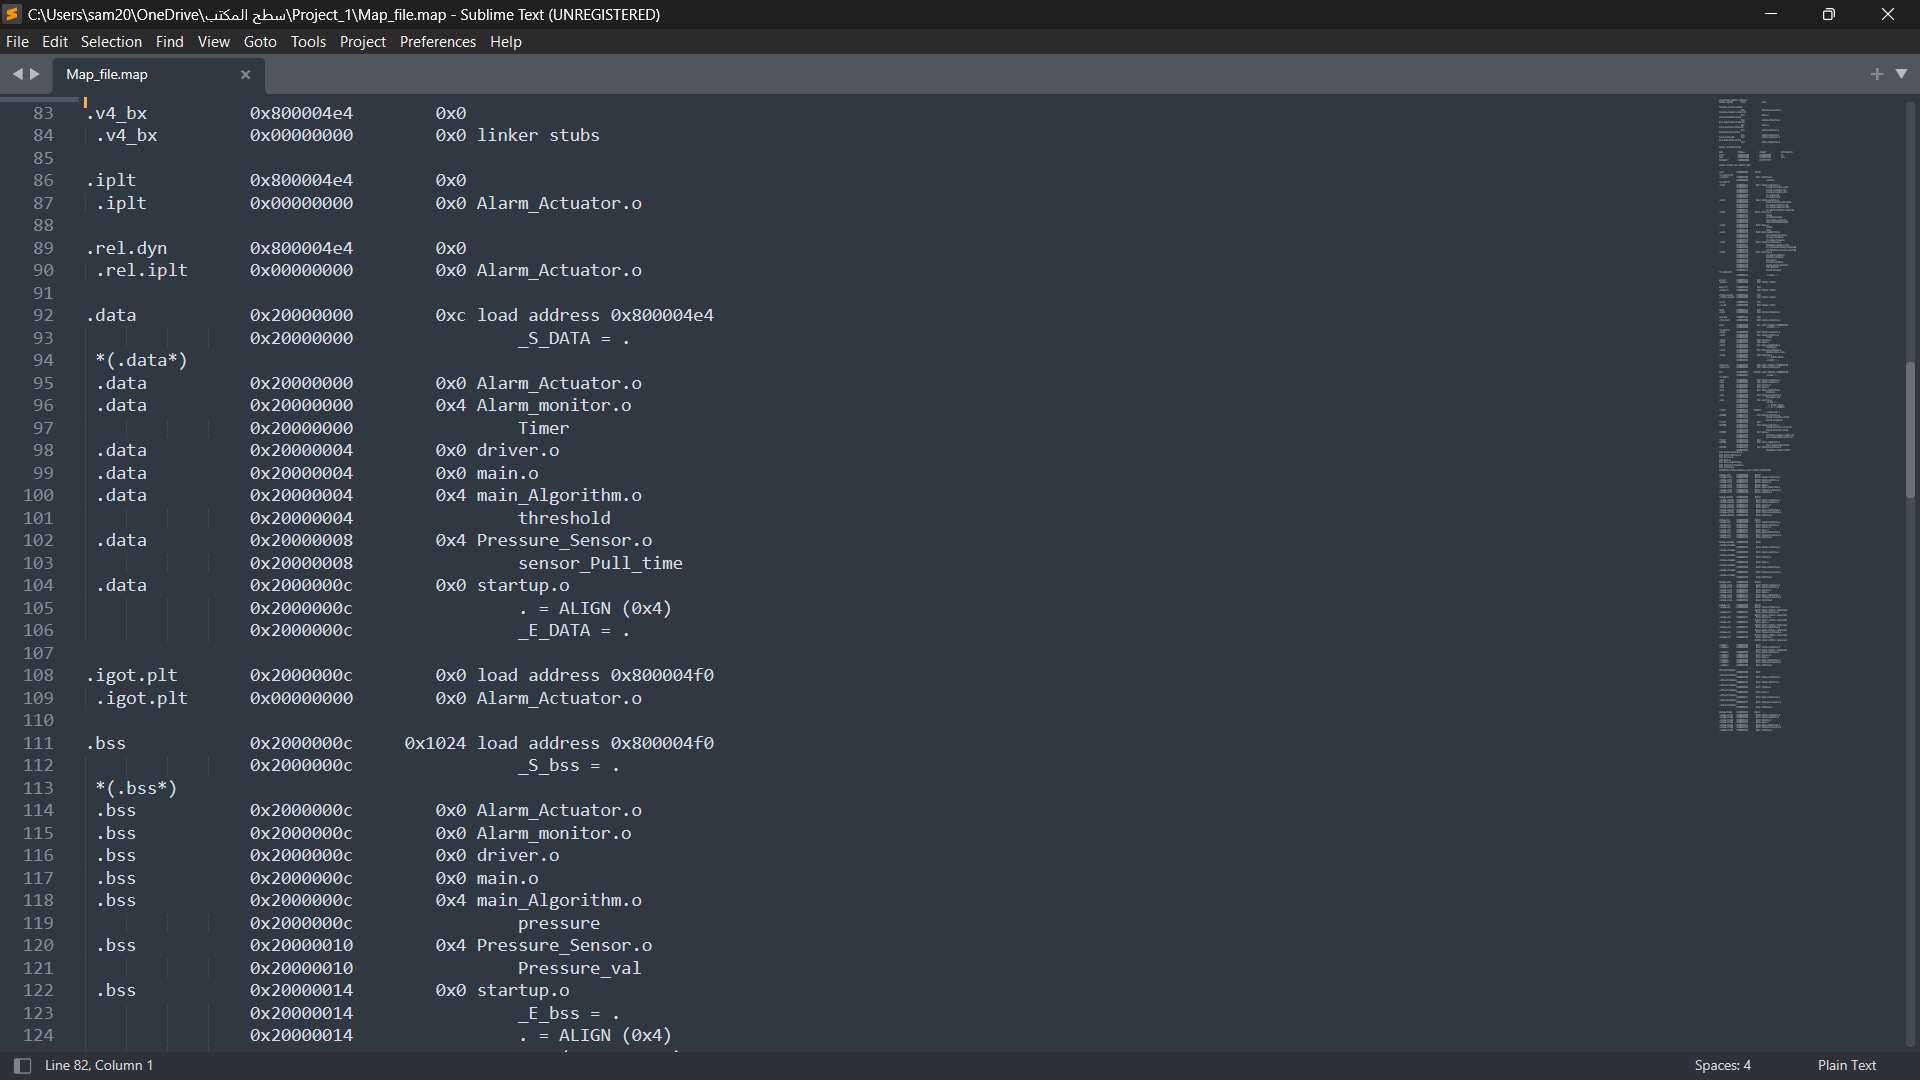 C:\Users\sam20\OneDrive\سطح المكتب\Project_1\Map_file.map - Sublime Text (UNREGISTERED)
File Edit Selection Find View Goto Tools Project Preferences Help
Map_file.map
83 .v4_bx 0x800004e4 0x0
84 .v4_bx 0x00000000 0x0 linker stubs
85
86 .iplt 0x800004e4 0x0
87 .iplt 0x00000000 0x0 Alarm_Actuator.o
88
89 .rel.dyn 0x800004e4 0x0
90 .rel.iplt 0x00000000 0x0 Alarm_Actuator.o
91
92 .data 0x20000000 0xc load address 0x800004e4
93 0x20000000 _S_DATA = .
94 *(.data*)
95 .data 0x20000000 0x0 Alarm_Actuator.o
96 .data 0x20000000 0x4 Alarm_monitor.o
97 0x20000000 Timer
98 .data 0x20000004 0x0 driver.o
99 .data 0x20000004 0x0 main.o
100 .data 0x20000004 0x4 main_Algorithm.o
101 0x20000004 threshold
102 .data 0x20000008 0x4 Pressure_Sensor.o
103 0x20000008 sensor_Pull_time
104 .data 0x2000000c 0x0 startup.o
105 0x2000000c . = ALIGN (0x4)
106 0x2000000c _E_DATA = .
107
108 .igot.plt 0x2000000c 0x0 load address 0x800004f0
109 .igot.plt 0x00000000 0x0 Alarm_Actuator.o
110
111 .bss 0x2000000c 0x1024 load address 0x800004f0
112 0x2000000c _S_bss = .
113 *(.bss*)
114 .bss 0x2000000c 0x0 Alarm_Actuator.o
115 .bss 0x2000000c 0x0 Alarm_monitor.o
116 .bss 0x2000000c 0x0 driver.o
117 .bss 0x2000000c 0x0 main.o
118 .bss 0x2000000c 0x4 main_Algorithm.o
119 0x2000000c pressure
120 .bss 0x20000010 0x4 Pressure_Sensor.o
121 0x20000010 Pressure_val
122 .bss 0x20000014 0x0 startup.o
123 0x20000014 _E_bss = .
124 0x20000014 . = ALIGN (0x4)
Line 82, Column 1 Spaces: 4 Plain Text